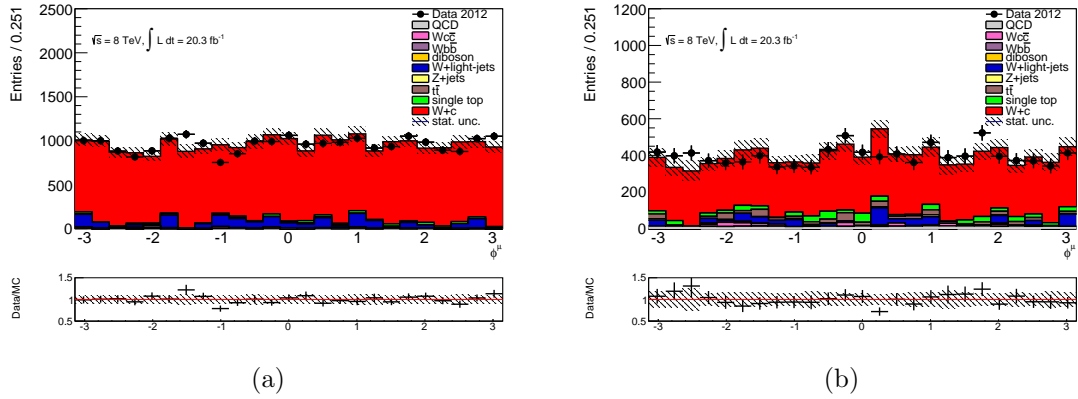 Entries / 0.251
2500
2000
1500
1000
500
0
√s = 8 TeV, ∫ L dt = 20.3 fb⁻¹
Data 2012
QCD
Wcc̄
Wbb̄
diboson
W+light-jets
Z+jets
tt̄
single top
W+c
stat. unc.
-3 -2 -1 0 1 2 3
ϕ^μ
Data/MC
1.5
1
0.5
-3 -2 -1 0 1 2 3
(a)
Entries / 0.251
1200
1000
800
600
400
200
0
√s = 8 TeV, ∫ L dt = 20.3 fb⁻¹
Data 2012
QCD
Wcc̄
Wbb̄
diboson
W+light-jets
Z+jets
tt̄
single top
W+c
stat. unc.
-3 -2 -1 0 1 2 3
ϕ^μ
Data/MC
1.5
1
0.5
-3 -2 -1 0 1 2 3
(b)